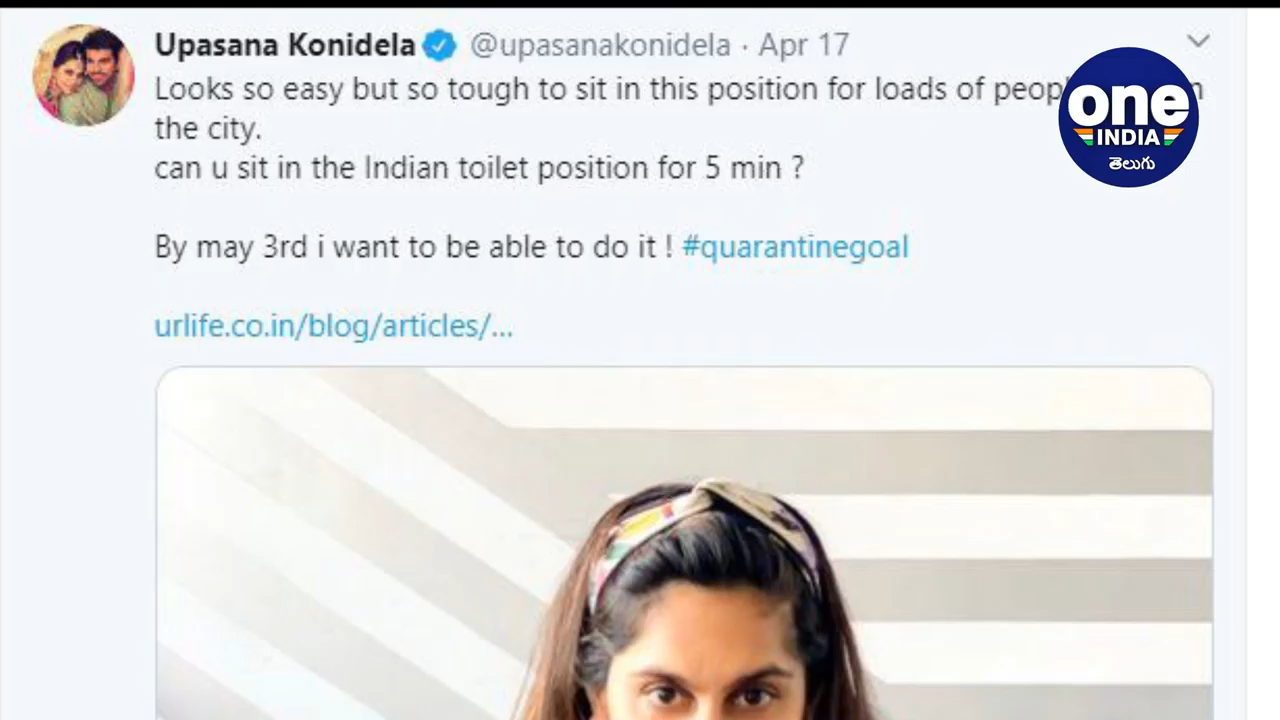 Upasana Konidela @upasanakonidela · Apr 17
Looks so easy but so tough to sit in this position for loads of
the city.
can u sit in the Indian toilet position for 5 min ?
By may 3rd i want to be able to do it ! #quarantinegoal
urlife.co.in/blog/articles/...
one
INDIA
తెలుగు